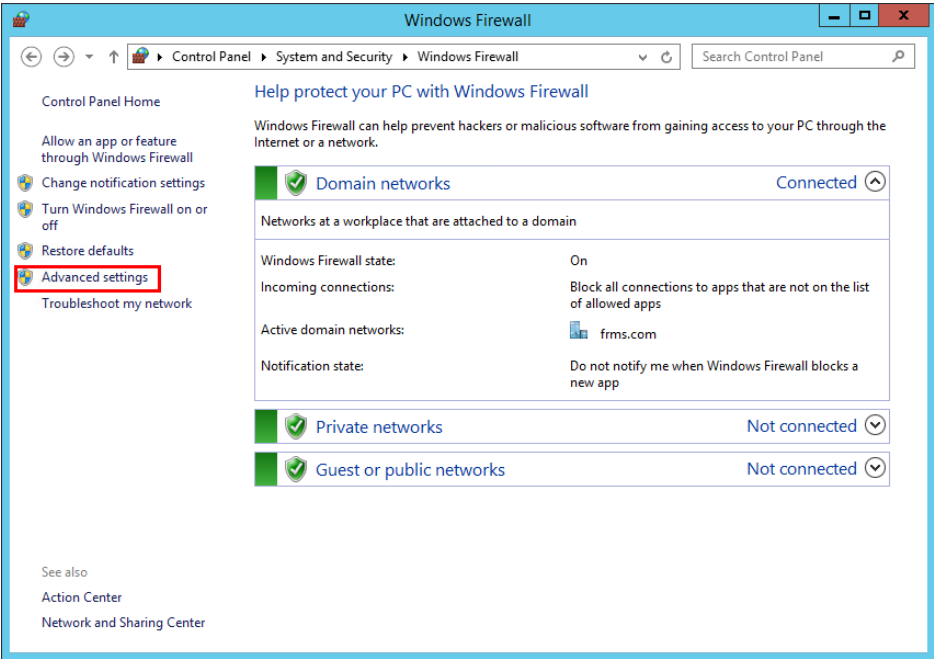 Windows Firewall
Control Panel System and Security Windows Firewall
Search Control Panel
Control Panel Home
Allow an app or feature
through Windows Firewall
Change notification settings
Turn Windows Firewall on or
off
Restore defaults
Advanced settings
Troubleshoot my network
See also
Action Center
Network and Sharing Center
Help protect your PC with Windows Firewall
Windows Firewall can help prevent hackers or malicious software from gaining access to your PC through the
Internet or a network.
Domain networks Connected
Networks at a workplace that are attached to a domain
Windows Firewall state: On
Incoming connections: Block all connections to apps that are not on the list
of allowed apps
Active domain networks: frms.com
Notification state: Do not notify me when Windows Firewall blocks a
new app
Private networks Not connected
Guest or public networks Not connected